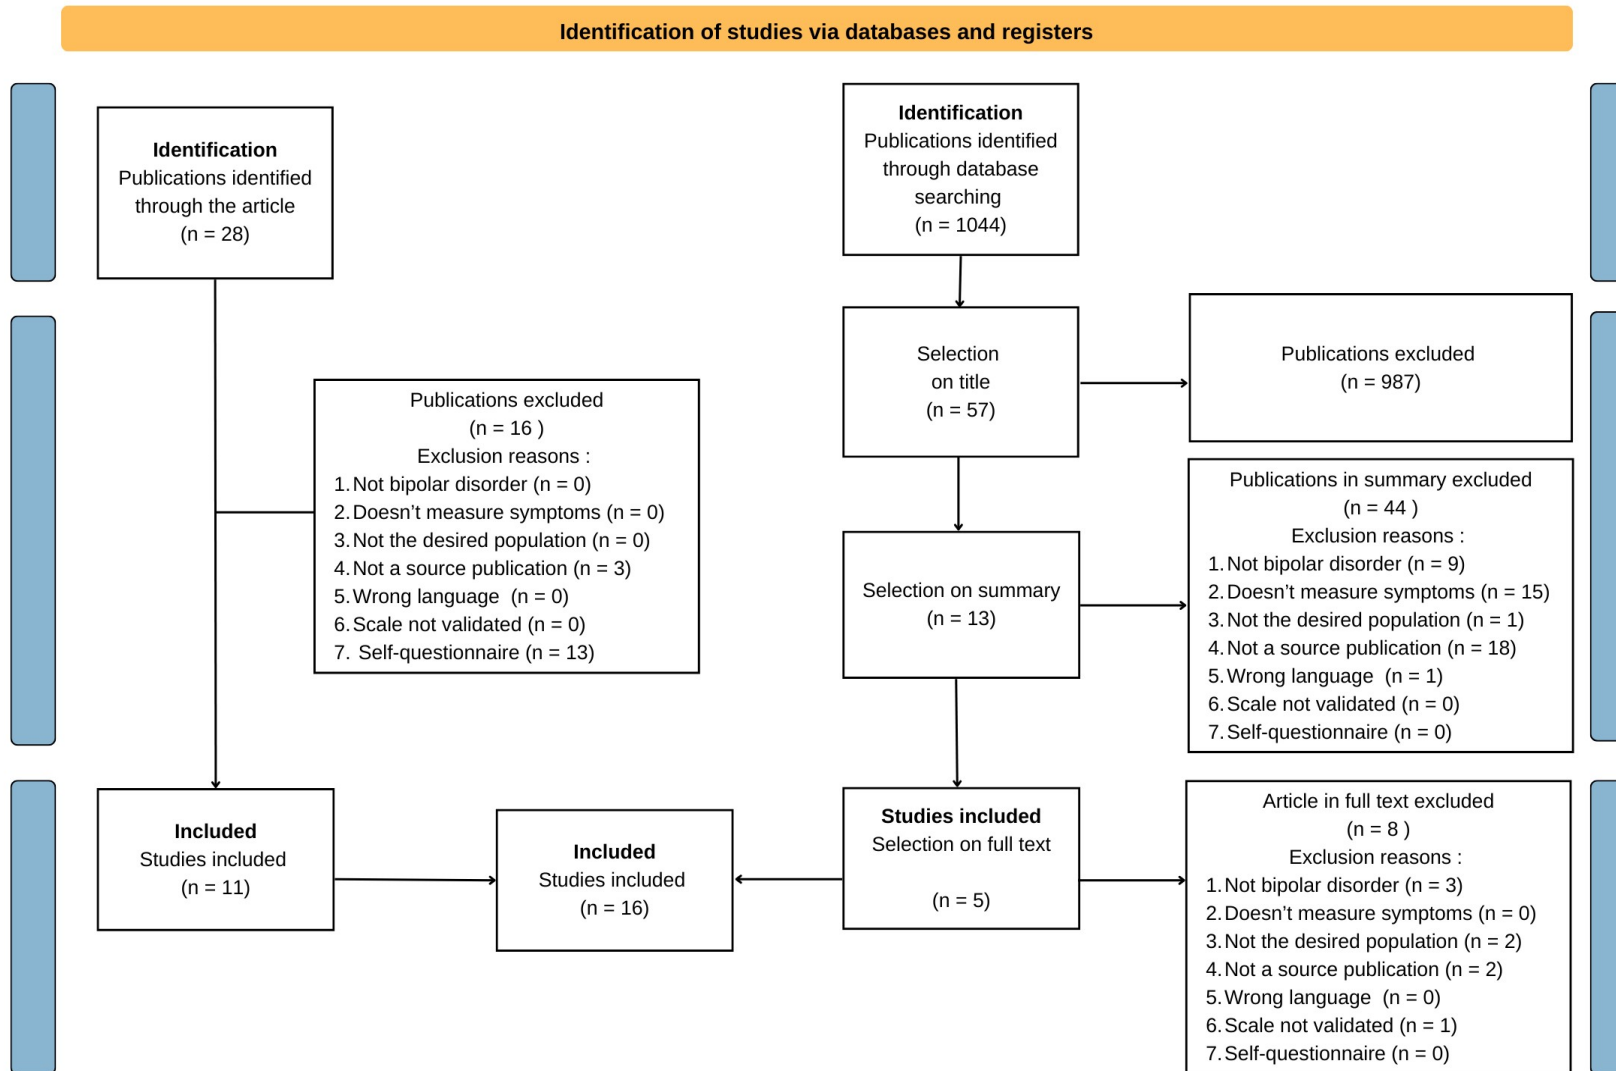 Identification of studies via databases and registers
Identification
Publications identified
through the article
(n = 28)
Identification
Publications identified
through database
searching
(n = 1044)
Selection
on title
(n = 57)
Publications excluded
(n = 987)
Publications excluded
(n = 16 )
Exclusion reasons :
1. Not bipolar disorder (n = 0)
2. Doesn’t measure symptoms (n = 0)
3. Not the desired population (n = 0)
4. Not a source publication (n = 3)
5. Wrong language (n = 0)
6. Scale not validated (n = 0)
7. Self-questionnaire (n = 13)
Selection on summary
(n = 13)
Publications in summary excluded
(n = 44 )
Exclusion reasons :
1. Not bipolar disorder (n = 9)
2. Doesn’t measure symptoms (n = 15)
3. Not the desired population (n = 1)
4. Not a source publication (n = 18)
5. Wrong language (n = 1)
6. Scale not validated (n = 0)
7. Self-questionnaire (n = 0)
Included
Studies included
(n = 11)
Included
Studies included
(n = 16)
Studies included
Selection on full text
(n = 5)
Article in full text excluded
(n = 8 )
Exclusion reasons :
1. Not bipolar disorder (n = 3)
2. Doesn’t measure symptoms (n = 0)
3. Not the desired population (n = 2)
4. Not a source publication (n = 2)
5. Wrong language (n = 0)
6. Scale not validated (n = 1)
7. Self-questionnaire (n = 0)